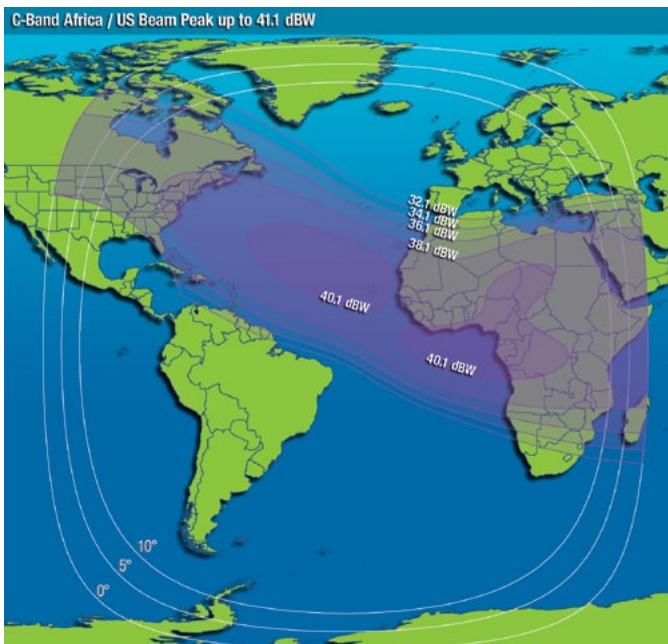 C-Band Africa / US Beam Peak up to 41.1 dBW
32.1 dBW
34.1 dBW
36.1 dBW
38.1 dBW
40.1 dBW
40.1 dBW
10°
5°
0°